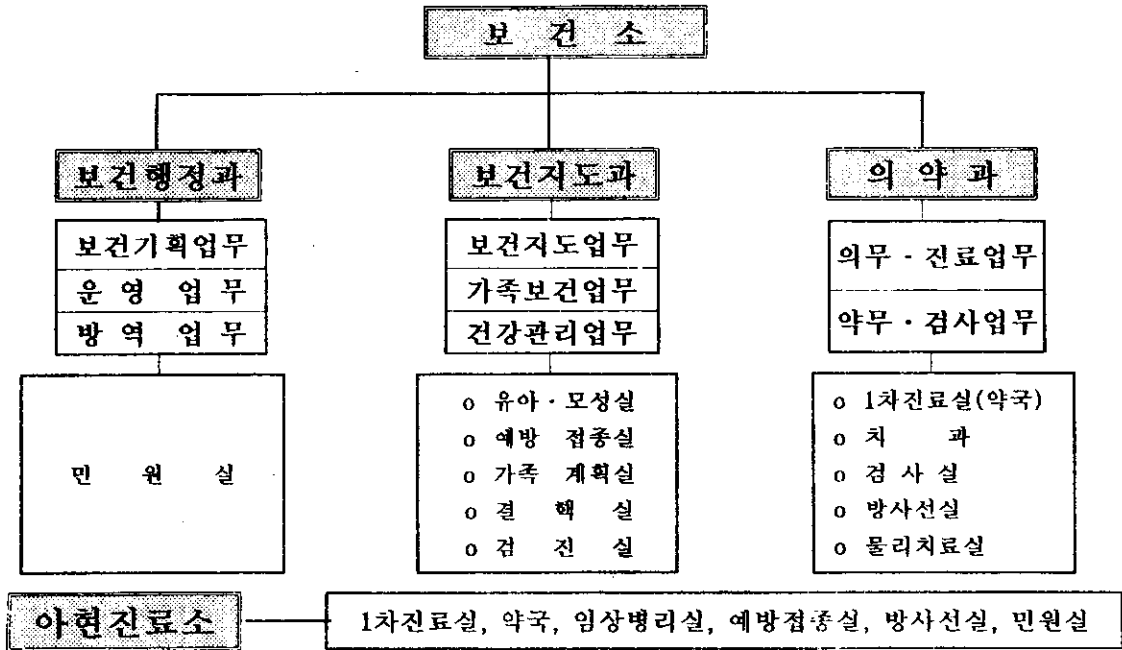 보 건 소
보건행정과
보건기획업무
운 영 업 무
방 역 업 무
민 원 실
보건지도과
보건지도업무
가족보건업무
건강관리업무
o 유아·모성실
o 예방 접종실
o 가족 계획실
o 결 핵 실
o 검 진 실
의 약 과
의무·진료업무
약무·검사업무
o 1차진료실(약국)
o 치 과
o 검 사 실
o 방사선실
o 물리치료실
아현진료소
1차진료실, 약국, 임상병리실, 예방접종실, 방사선실, 민원실